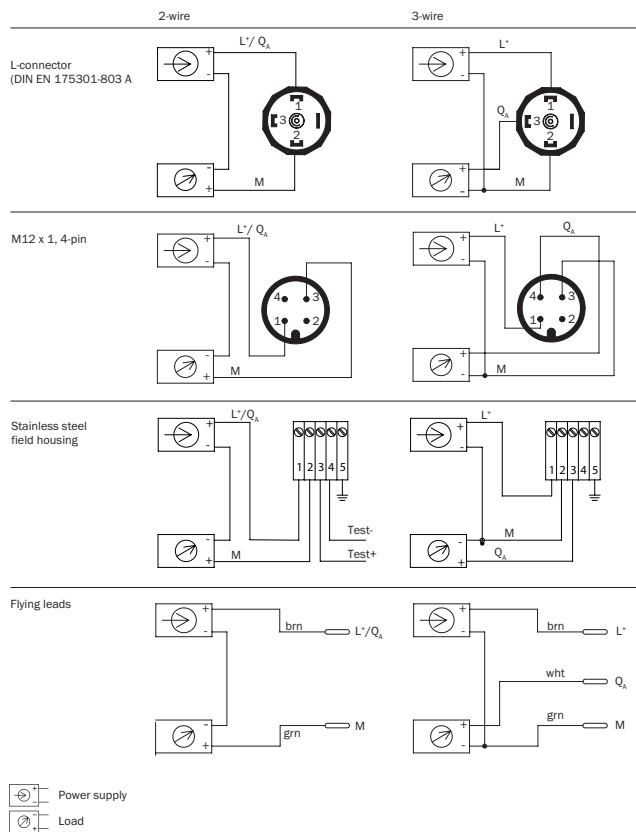 2-wire 3-wire
L-connector
(DIN EN 175301-803 A
+ L⁺/ Q_A + L⁺
- -
1 1
3 3
2 2
Q_A
- +
+ M - M
M12 x 1, 4-pin
+ L⁺/ Q_A + L⁺ Q_A
- -
4 3 4 3
1 2 1 2
- +
+ M - M
Stainless steel
field housing
+ L⁺/Q_A + L⁺
- -
1 2 3 4 5 1 2 3 4 5
Test-
- M
+ M Test+ Q_A
- +
Flying leads
+ brn L⁺/Q_A + brn L⁺
- -
wht Q_A
- grn M + grn M
+ -
+ - Power supply
+ - Load